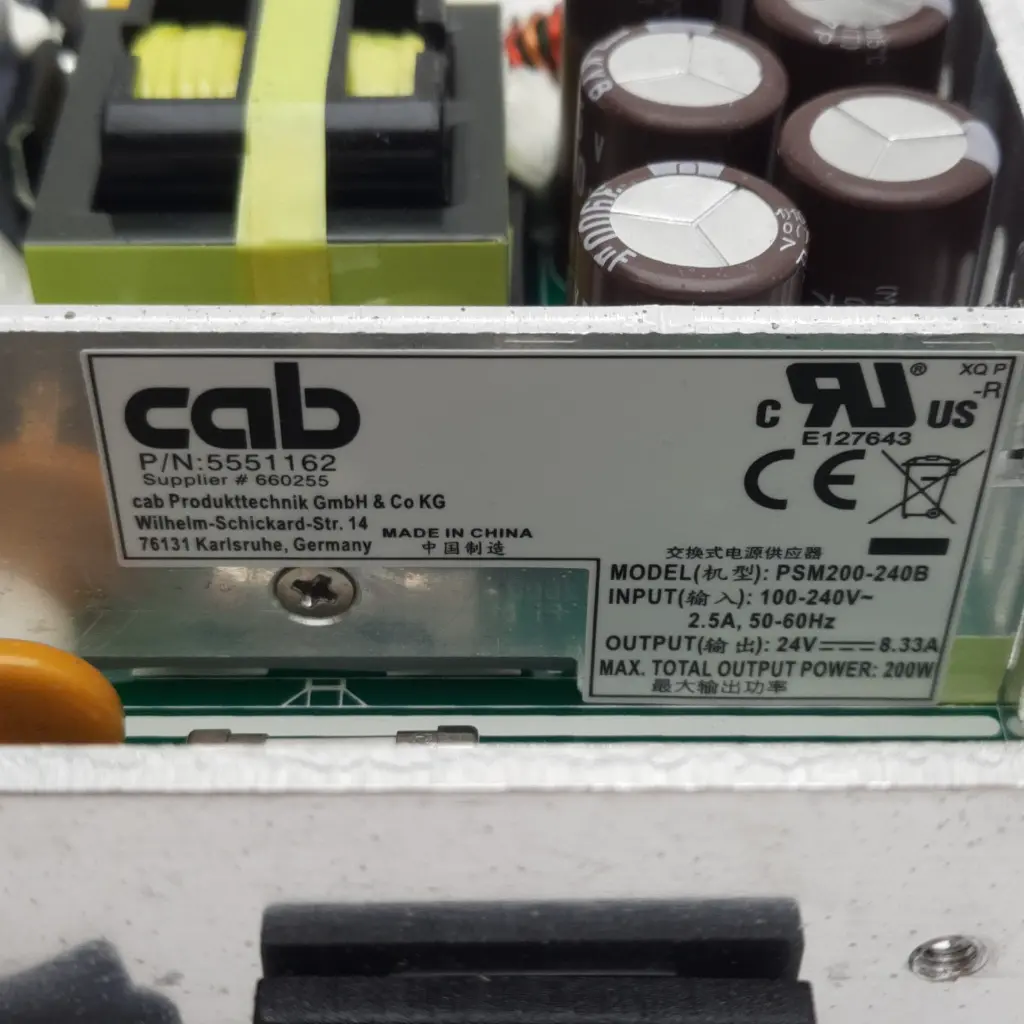 cab
P/N:5551162
Supplier # 660255
cab Produkttechnik GmbH & Co KG
Wilhelm-Schickard-Str. 14
76131 Karlsruhe, Germany
MADE IN CHINA
中国制造
c RU ® US
E127643
XQ P
-R
CE
交换式电源供应器
MODEL(机型): PSM200-240B
INPUT(输入): 100-240V~
2.5A, 50-60Hz
OUTPUT(输出): 24V⎓8.33A
MAX. TOTAL OUTPUT POWER: 200W
最大输出功率